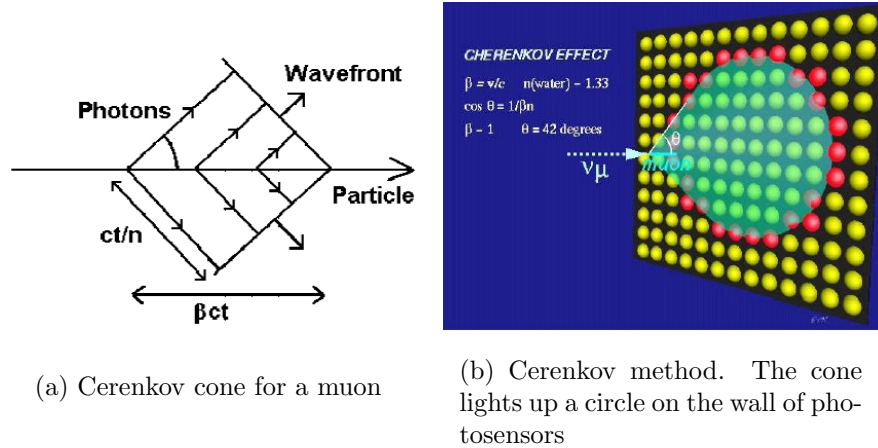 Wavefront
Photons
Particle
ct/n
βct
(a) Cerenkov cone for a muon
CHERENKOV EFFECT
β = v/c n(water) - 1.33
cos θ = 1/βn
β - 1 θ = 42 degrees
θ
muon
νμ
(b) Cerenkov method. The cone
lights up a circle on the wall of pho-
tosensors